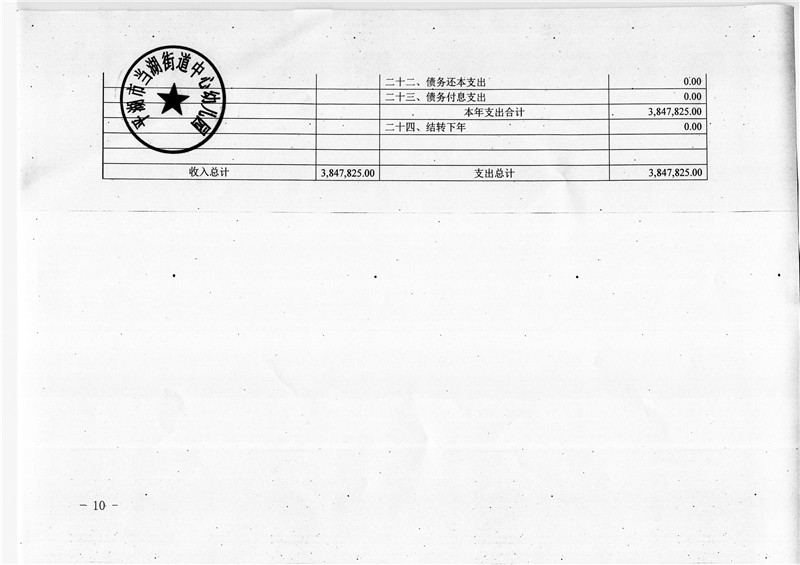 平湖市当湖街道中心幼儿园
二十二、债务还本支出 0.00
二十三、债务付息支出 0.00
本年支出合计 3,847,825.00
二十四、结转下年 0.00
收入总计 3,847,825.00 支出总计 3,847,825.00
- 10 -